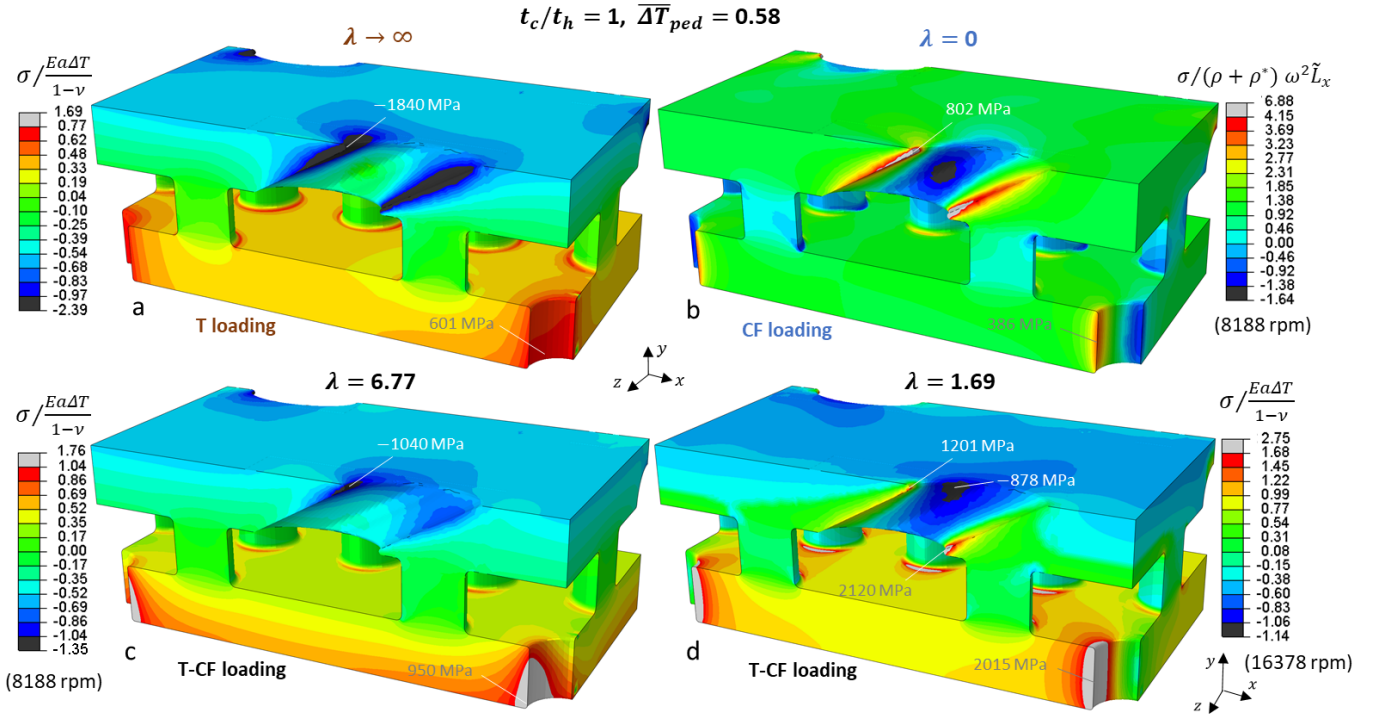 t_c/t_h = 1, ΔT̅_ped = 0.58
λ → ∞
σ/ EaΔT / 1−ν
1.69
0.77
0.62
0.48
0.33
0.19
0.04
-0.10
-0.25
-0.39
-0.54
-0.68
-0.83
-0.97
-2.39
−1840 MPa
601 MPa
a
T loading
λ = 0
σ/(ρ + ρ*) ω² L̃_x
6.88
4.15
3.69
3.23
2.77
2.31
1.85
1.38
0.92
0.46
0.00
-0.46
-0.92
-1.38
-1.64
(8188 rpm)
802 MPa
386 MPa
b
CF loading
y
z
x
λ = 6.77
σ/ EaΔT / 1−ν
1.76
1.04
0.86
0.69
0.52
0.35
0.17
0.00
-0.17
-0.35
-0.52
-0.69
-0.86
-1.04
-1.35
(8188 rpm)
−1040 MPa
950 MPa
c
T-CF loading
λ = 1.69
σ/ EaΔT / 1−ν
2.75
1.68
1.45
1.22
0.99
0.77
0.54
0.31
0.08
-0.15
-0.38
-0.60
-0.83
-1.06
-1.14
(16378 rpm)
1201 MPa
−878 MPa
2120 MPa
2015 MPa
d
T-CF loading
y
x
z